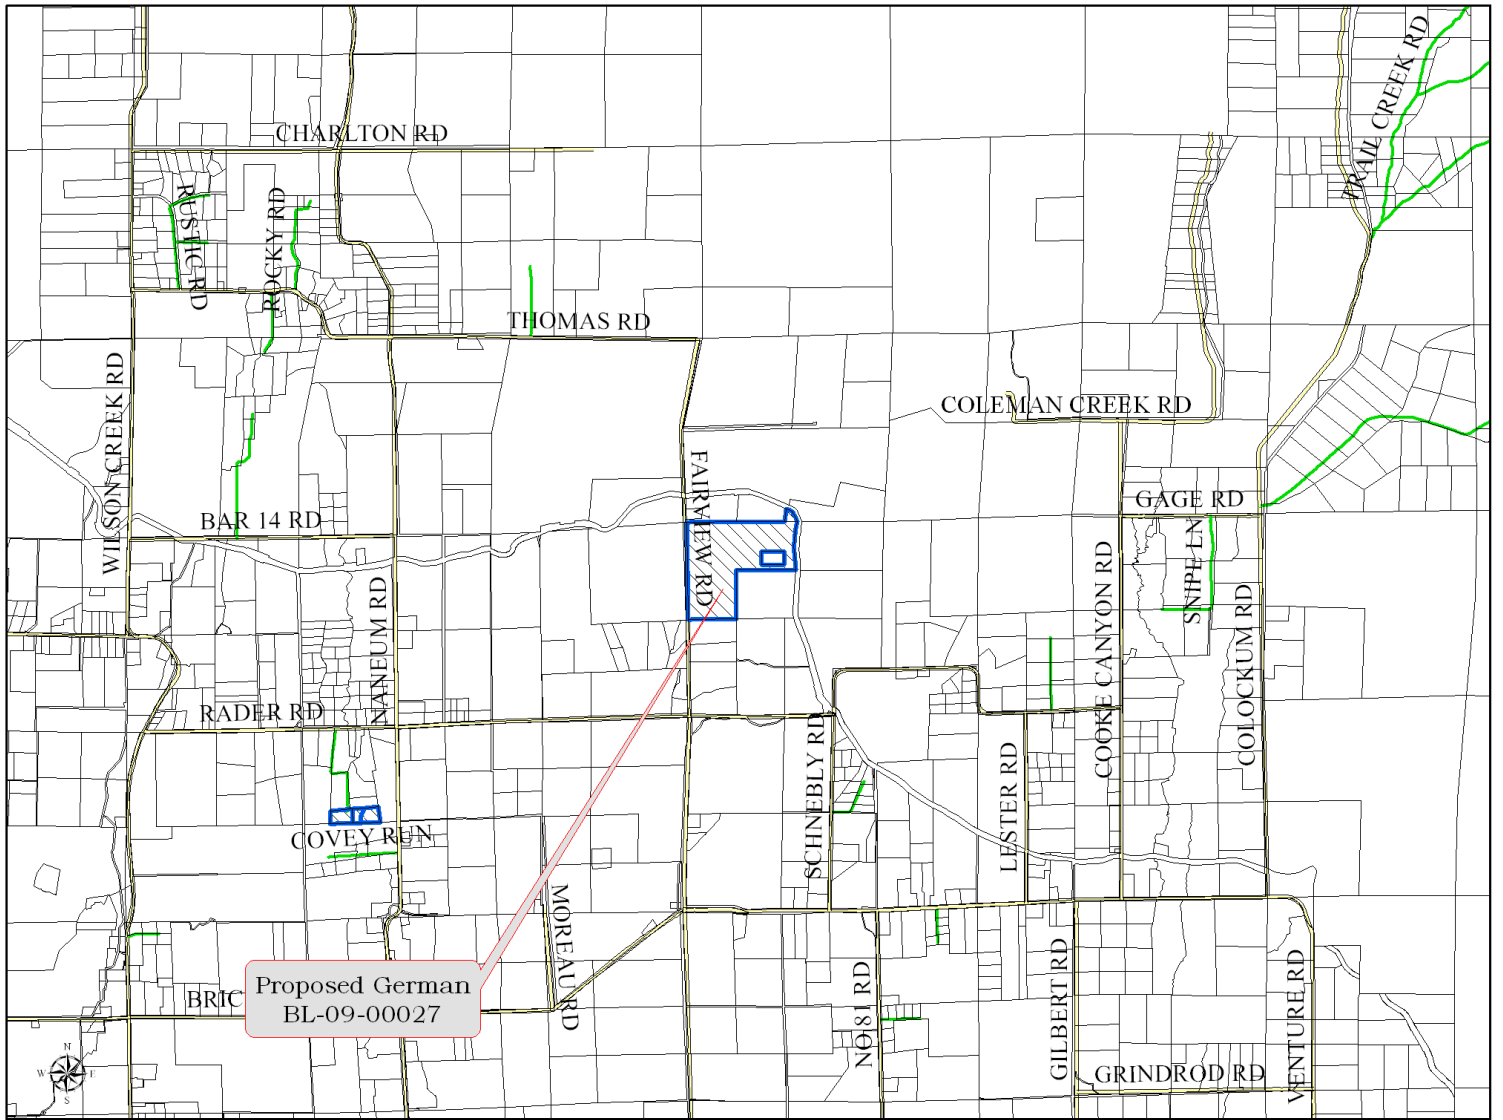 TRAIL CREEK RD
CHARLTON RD
RUSTIC RD
ROCKY RD
THOMAS RD
WILSON CREEK RD
COLEMAN CREEK RD
FAIRVIEW RD
GAGE RD
BAR 14 RD
SNIPE LN
NANEUM RD
COOKE CANYON RD
COLOCKUM RD
RADER RD
SCHNEBLY RD
LESTER RD
COVEY RUN
MOREAU RD
Proposed German
BL-09-00027
BRIC
NO 81 RD
GILBERT RD
VENTURE RD
GRINDROD RD
N
W E
S